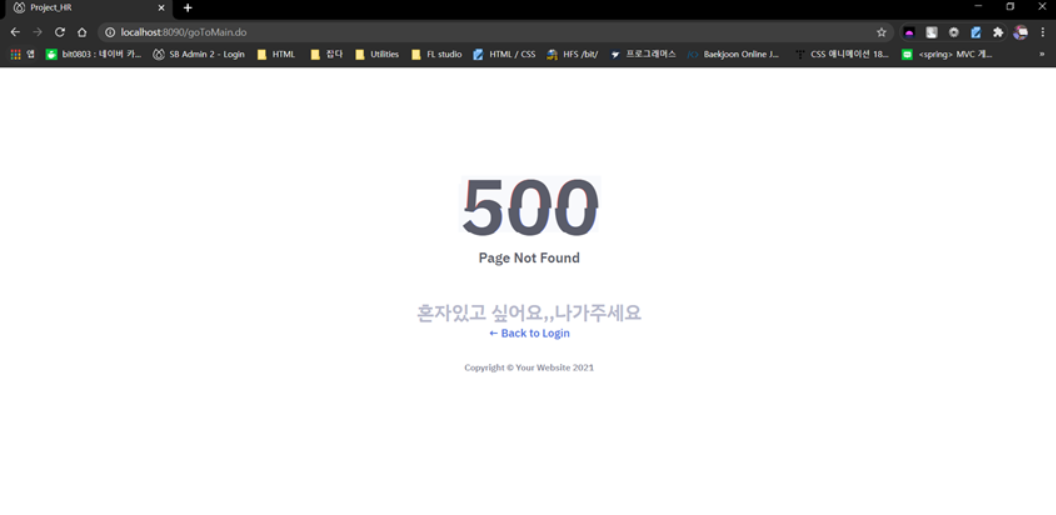 Project_HR
localhost:8090/goToMain.do
앱 bit0803 : 네이버 카... SB Admin 2 - Login HTML 잡다 Utilities FL studio HTML / CSS HFS /bit/ 프로그래머스 Baekjoon Online J... CSS 애니메이션 18... <spring> MVC 게... »
500
Page Not Found
혼자있고 싶어요,,나가주세요
← Back to Login
Copyright © Your Website 2021